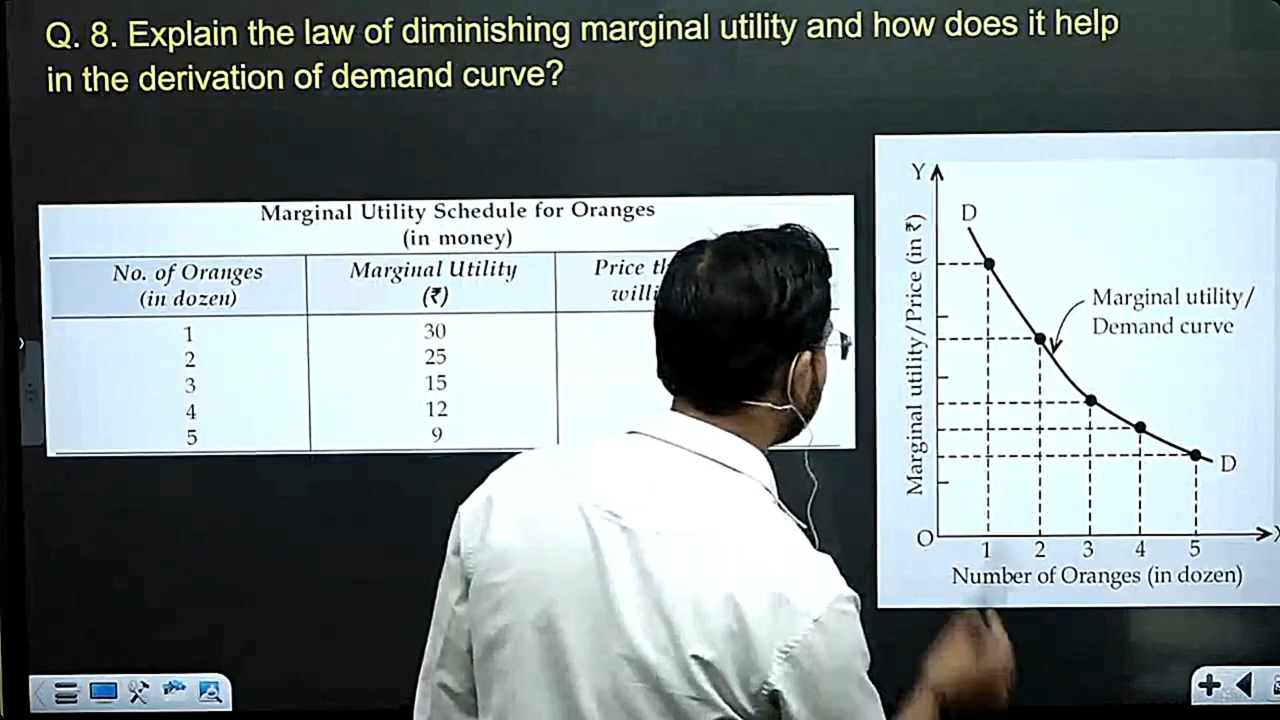 Q. 8. Explain the law of diminishing marginal utility and how does it help
in the derivation of demand curve?
Marginal Utility Schedule for Oranges
(in money)
No. of Oranges
(in dozen)
Marginal Utility
(₹)
Price
1 30
2 25
3 15
4 12
5 9
Y
D
Marginal utility/Price (in ₹)
Marginal utility/
Demand curve
D
O
1 2 3 4 5
Number of Oranges (in dozen)